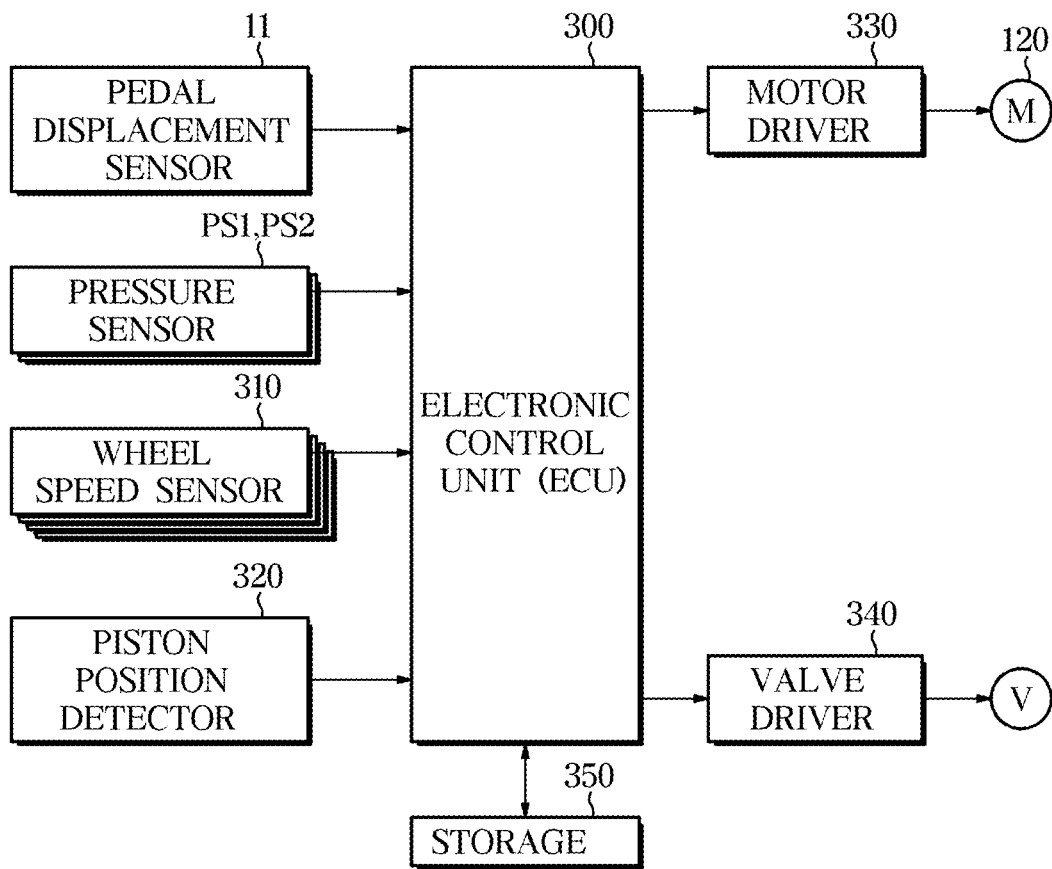 11
PEDAL
DISPLACEMENT
SENSOR
PS1,PS2
PRESSURE
SENSOR
310
WHEEL
SPEED SENSOR
320
PISTON
POSITION
DETECTOR
300
ELECTRONIC
CONTROL
UNIT (ECU)
350
STORAGE
330
MOTOR
DRIVER
120
M
340
VALVE
DRIVER
V